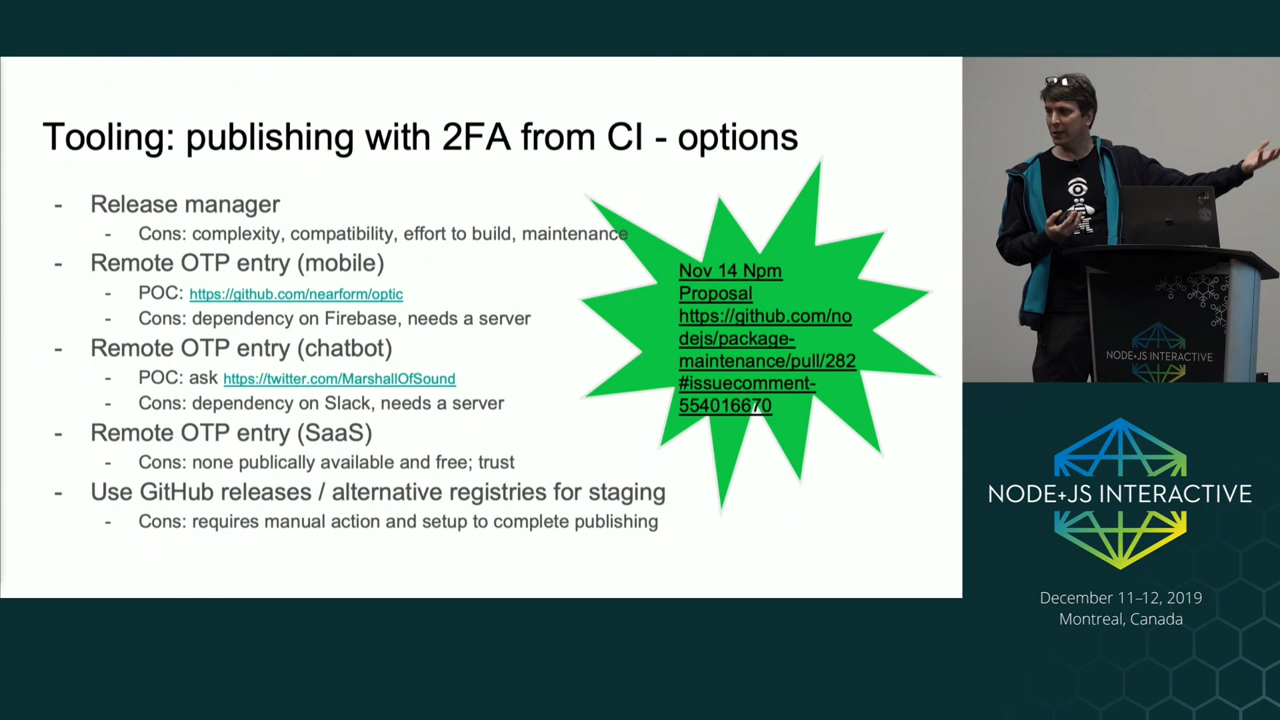 Tooling: publishing with 2FA from CI - options
- Release manager
- Cons: complexity, compatibility, effort to build, maintenance
- Remote OTP entry (mobile)
- POC: https://github.com/nearform/optic
- Cons: dependency on Firebase, needs a server
- Remote OTP entry (chatbot)
- POC: ask https://twitter.com/MarshallOfSound
- Cons: dependency on Slack, needs a server
- Remote OTP entry (SaaS)
- Cons: none publically available and free; trust
- Use GitHub releases / alternative registries for staging
- Cons: requires manual action and setup to complete publishing
Nov 14 Npm
Proposal
https://github.com/no
dejs/package-
maintenance/pull/282
#issuecomment-
554016670
NODE+JS INTERACTIVE
NODE+JS INTERACTIVE
December 11–12, 2019
Montreal, Canada